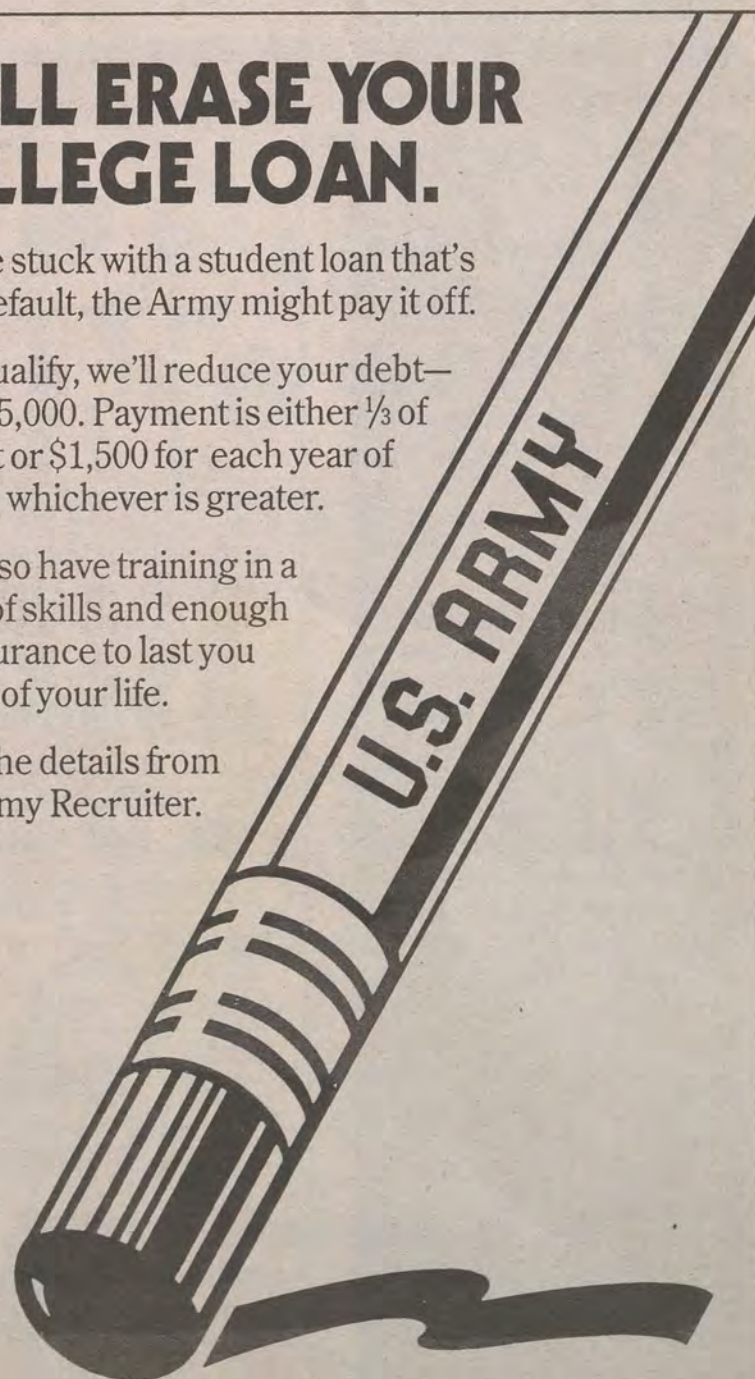 LL ERASE YOUR
LLEGE LOAN.
e stuck with a student loan that's
efault, the Army might pay it off.
ualify, we'll reduce your debt—
5,000. Payment is either ⅓ of
t or $1,500 for each year of
whichever is greater.
so have training in a
of skills and enough
urance to last you
of your life.
he details from
my Recruiter.
U.S. ARMY